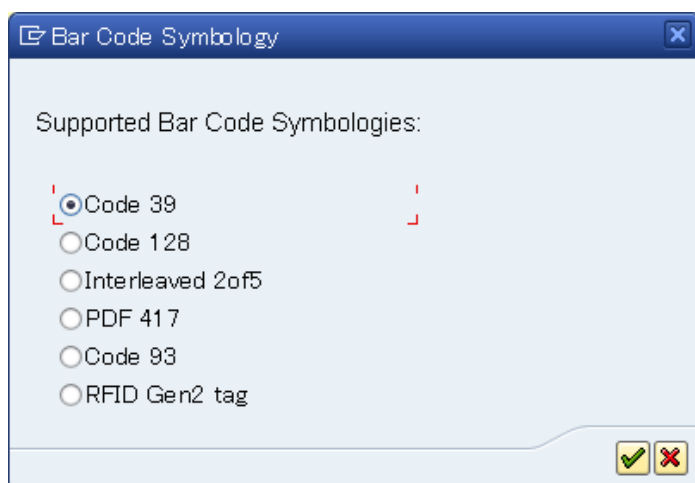 Bar Code Symbology
Supported Bar Code Symbologies:
Code 39
Code 128
Interleaved 2of5
PDF 417
Code 93
RFID Gen2 tag